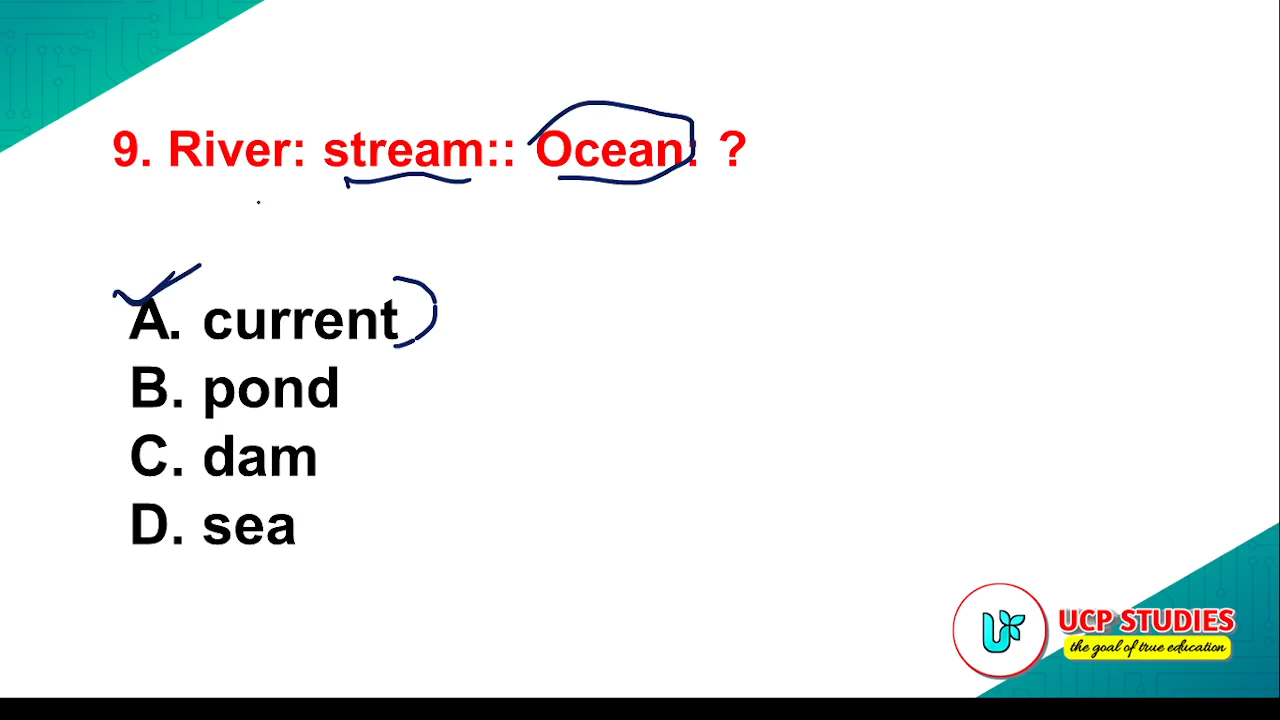 9. River: stream:: Ocean: ?
A. current
B. pond
C. dam
D. sea
UCP STUDIES
the goal of true education